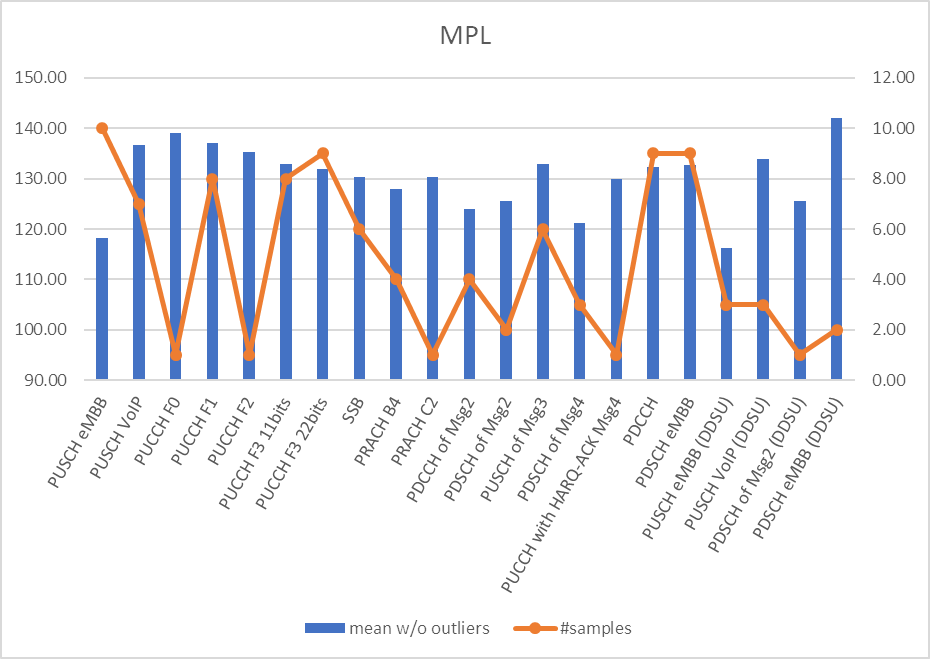 MPL
150.00
140.00
130.00
120.00
110.00
100.00
90.00
12.00
10.00
8.00
6.00
4.00
2.00
0.00
PUSCH eMBB
PUSCH VoIP
PUCCH F0
PUCCH F1
PUCCH F2
PUCCH F3 11bits
PUCCH F3 22bits
SSB
PRACH B4
PRACH C2
PDCCH of Msg2
PDSCH of Msg2
PUSCH of Msg3
PDSCH of Msg4
PUCCH with HARQ-ACK Msg4
PDCCH
PDSCH eMBB
PUSCH eMBB (DDSU)
PUSCH VoIP (DDSU)
PDSCH of Msg2 (DDSU)
PDSCH eMBB (DDSU)
mean w/o outliers
#samples